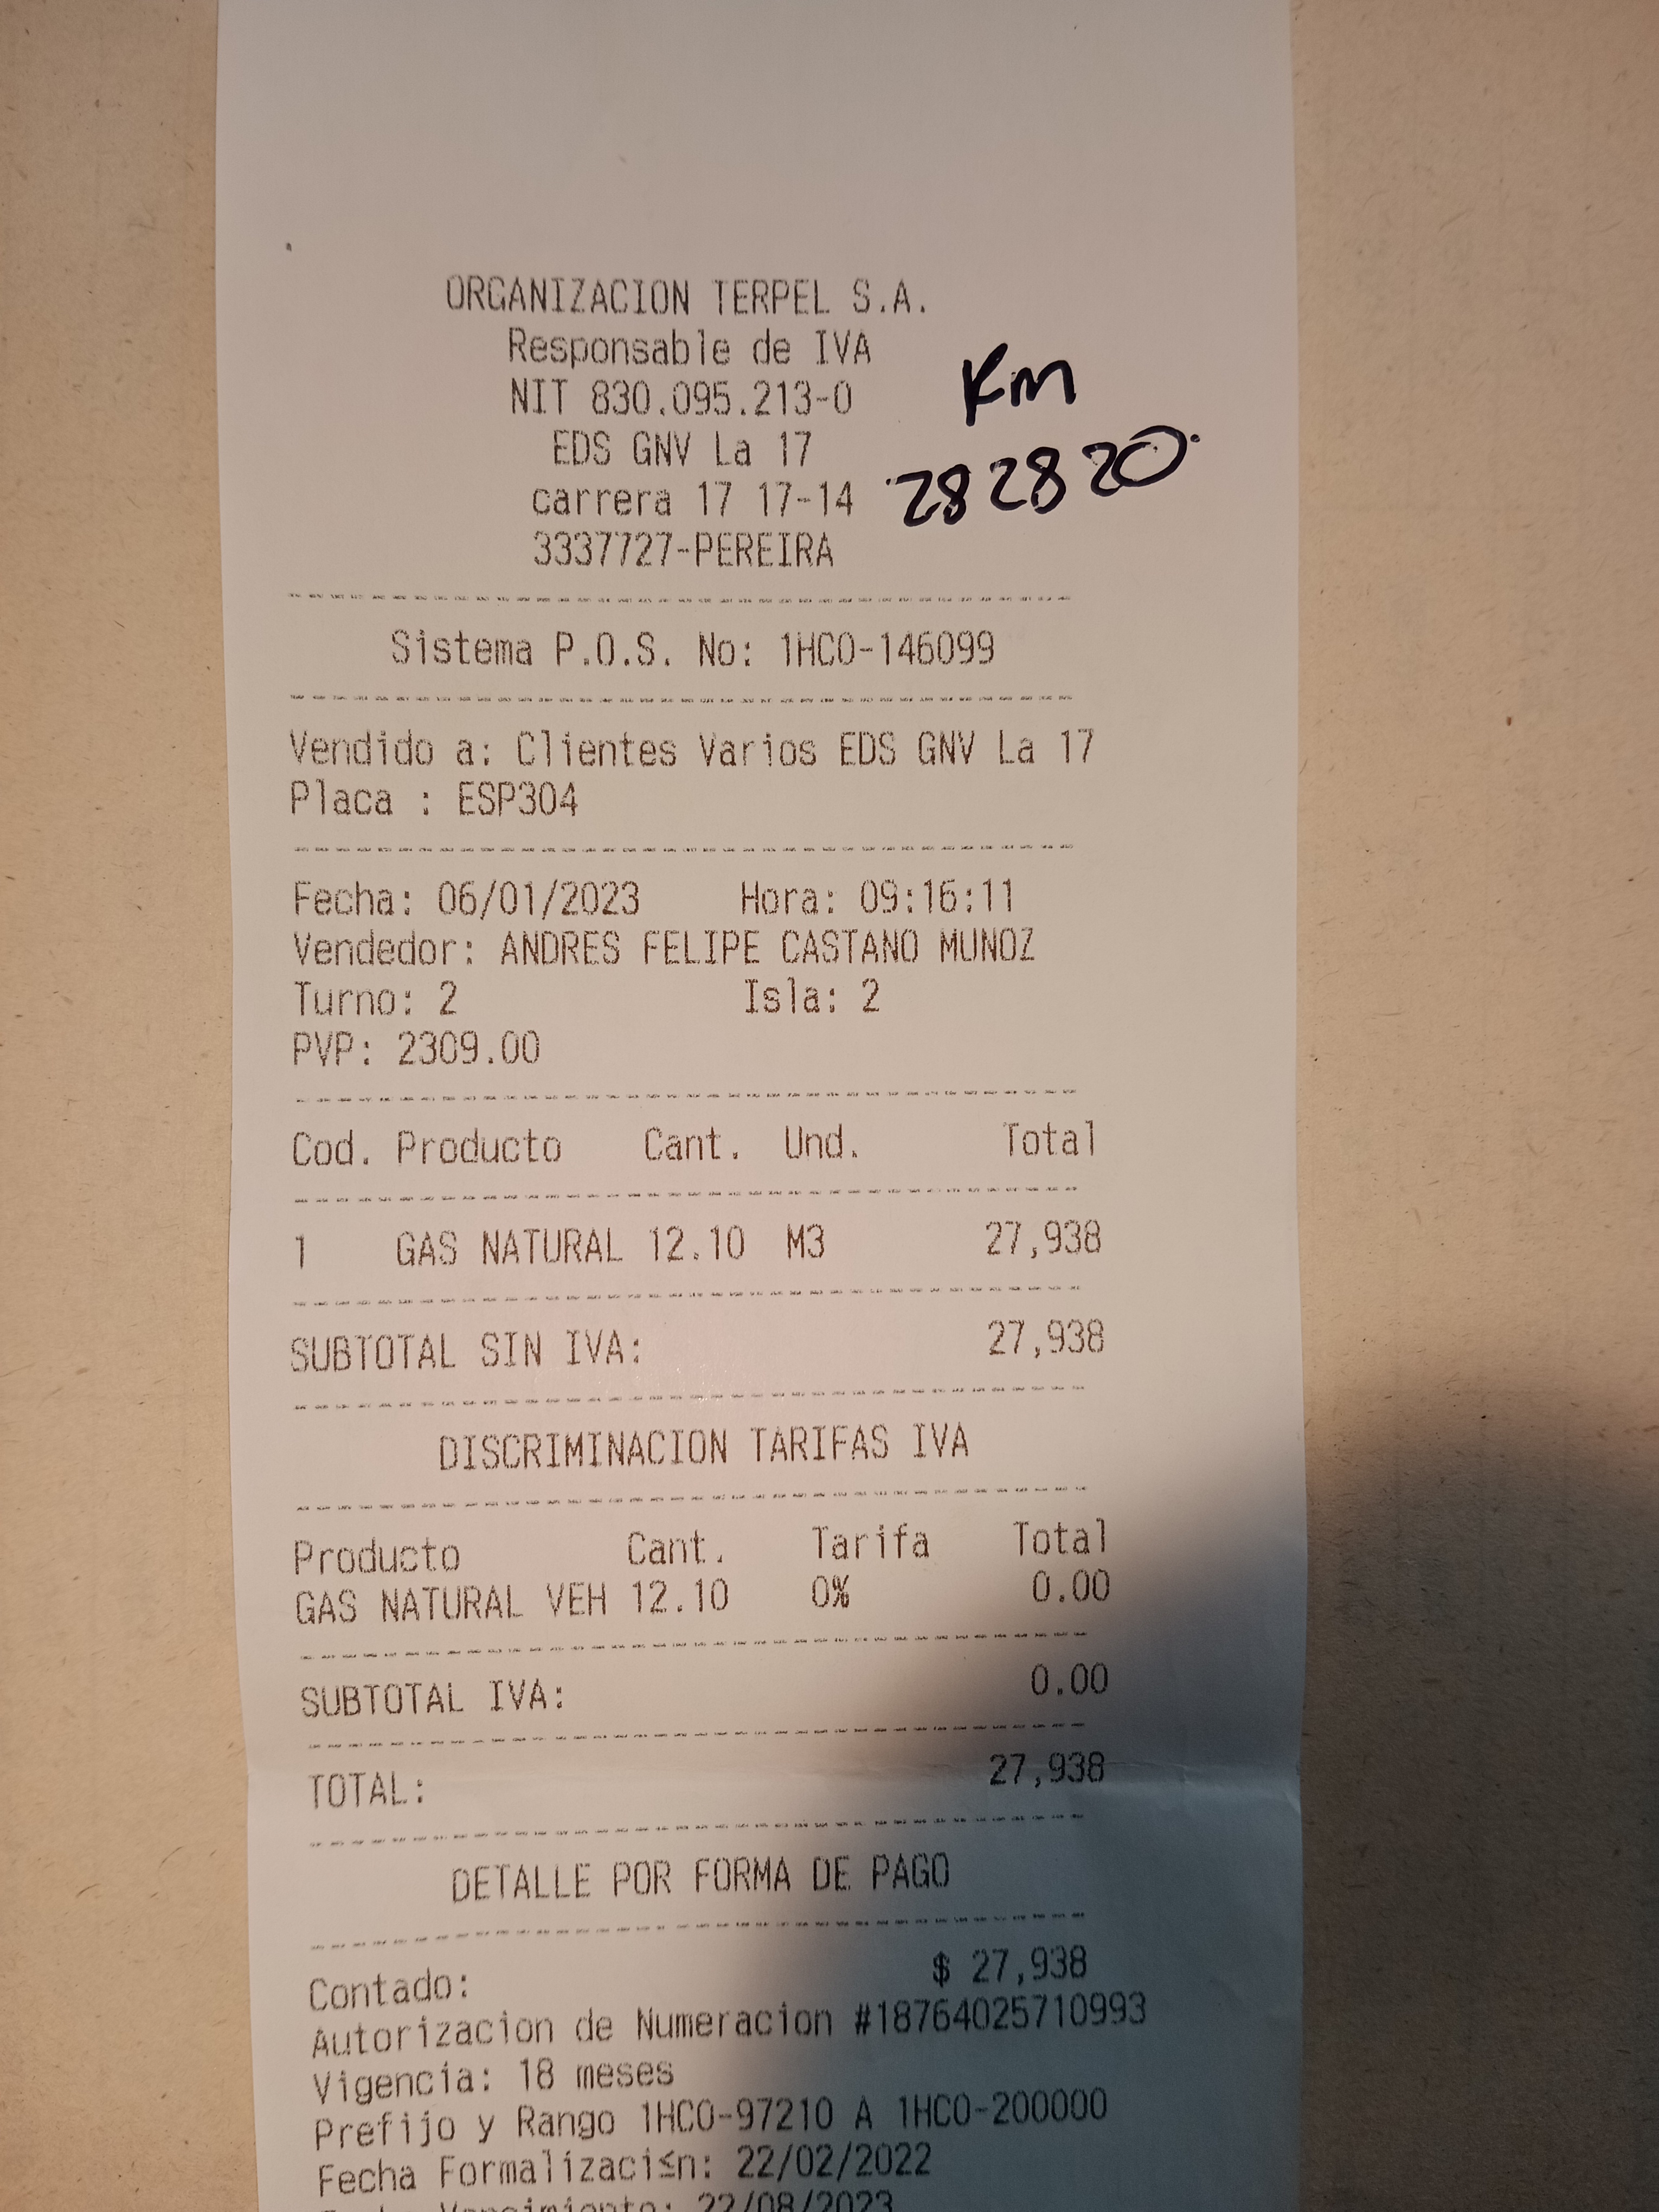 ORGANIZACION TERPEL S.A.
Responsable de IVA
NIT 830.095.213-0
EDS GNV La 17
carrera 17 17-14
3337727-PEREIRA
Km
282820
Sistema P.O.S. No: 1HCO-146099
Vendido a: Clientes Varios EDS GNV La 17
Placa : ESP304
Fecha: 06/01/2023 Hora: 09:16:11
Vendedor: ANDRES FELIPE CASTANO MUNOZ
Turno: 2 Isla: 2
PVP: 2309.00
Cod. Producto Cant. Und. Total
1 GAS NATURAL 12.10 M3 27,938
SUBTOTAL SIN IVA: 27,938
DISCRIMINACION TARIFAS IVA
Producto Cant. Tarifa Total
GAS NATURAL VEH 12.10 0% 0.00
SUBTOTAL IVA: 0.00
TOTAL: 27,938
DETALLE POR FORMA DE PAGO
Contado: $ 27,938
Autorizacion de Numeracion #18764025710993
Vigencia: 18 meses
Prefijo y Rango 1HCO-97210 A 1HCO-200000
Fecha Formalizaci≤n: 22/02/2022
Fecha Vencimiento: 22/08/2023